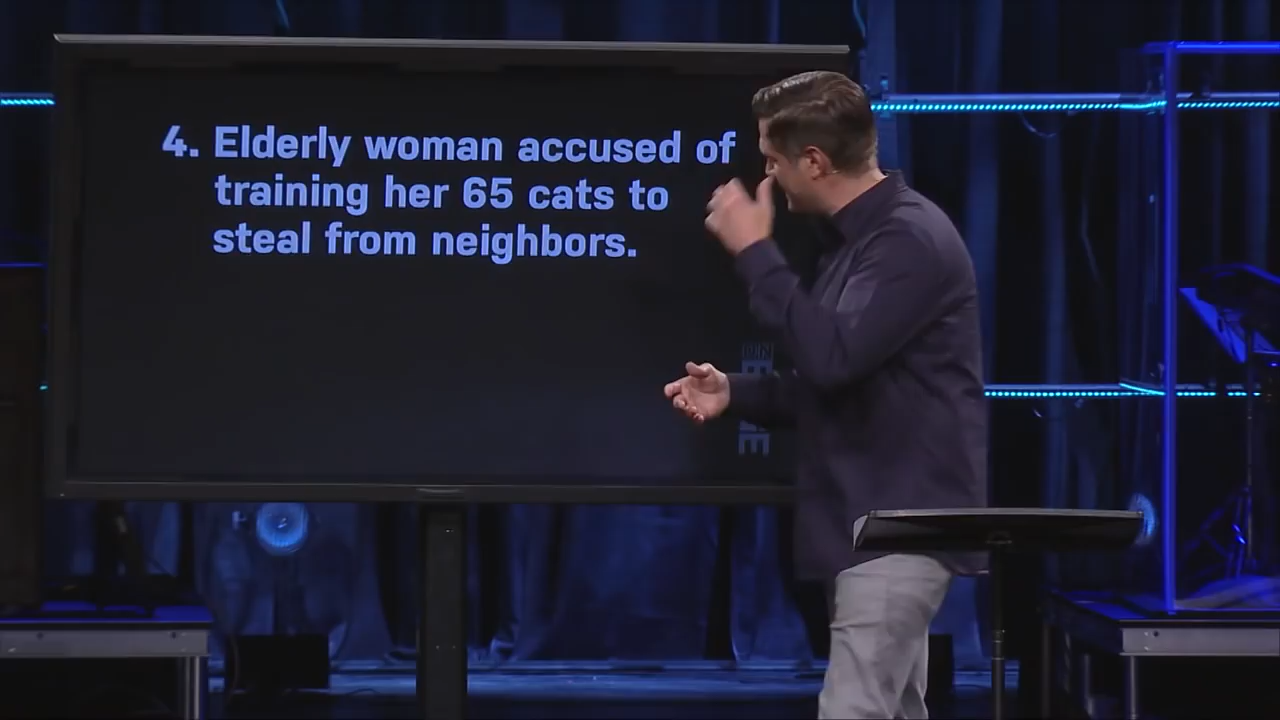 4. Elderly woman accused of
training her 65 cats to
steal from neighbors.